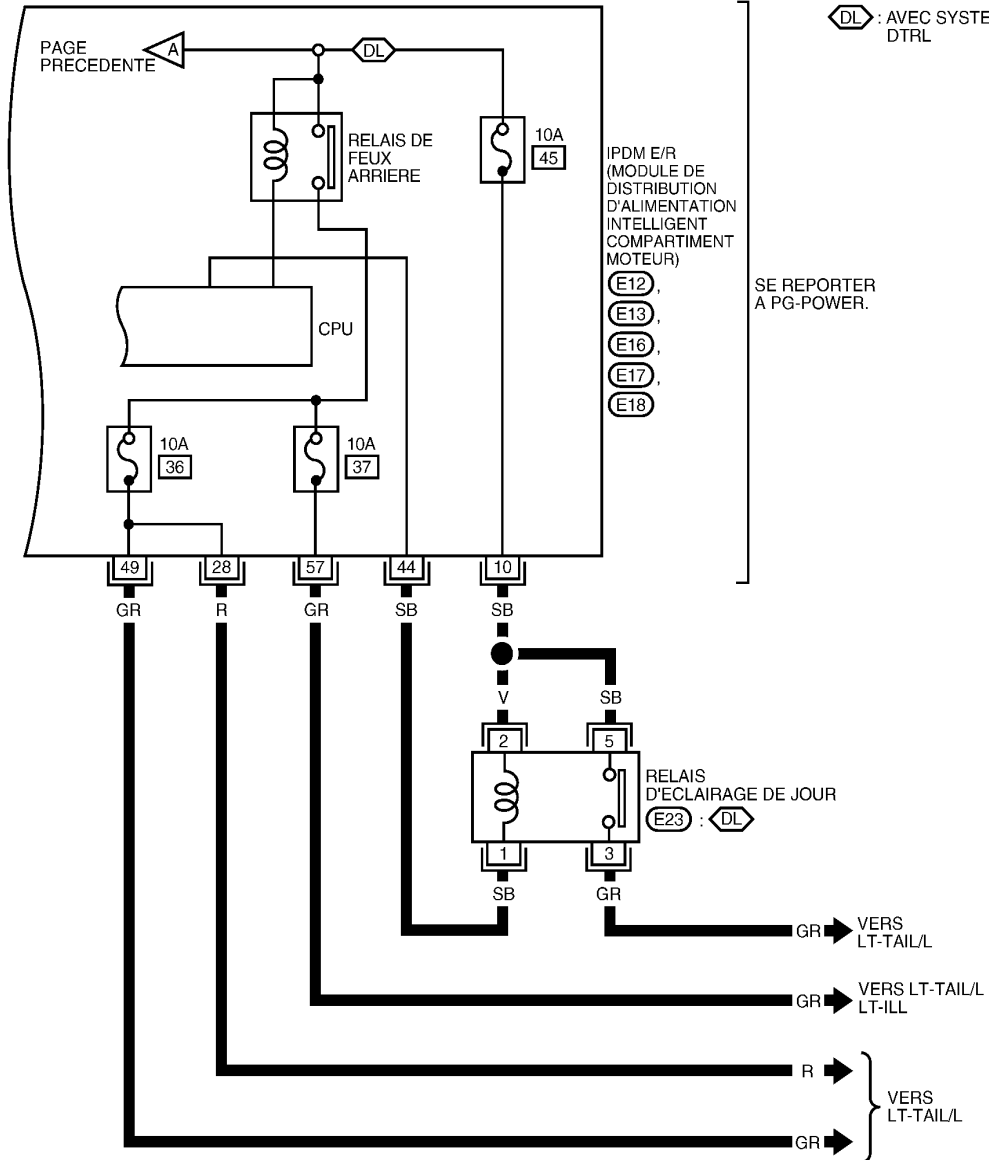 DL : AVEC SYSTE
DTRL
PAGE
PRECEDENTE
A
DL
RELAIS DE
FEUX
ARRIERE
10A
45
IPDM E/R
(MODULE DE
DISTRIBUTION
D'ALIMENTATION
INTELLIGENT
COMPARTIMENT
MOTEUR)
E12,
E13,
E16,
E17,
E18
SE REPORTER
A PG-POWER.
CPU
10A
36
10A
37
49 28 57 44 10
GR R GR SB SB
V SB
2 5
RELAIS
D'ECLAIRAGE DE JOUR
E23 : DL
1 3
SB GR
GR VERS
LT-TAIL/L
GR VERS LT-TAIL/L
LT-ILL
R
VERS
LT-TAIL/L
GR